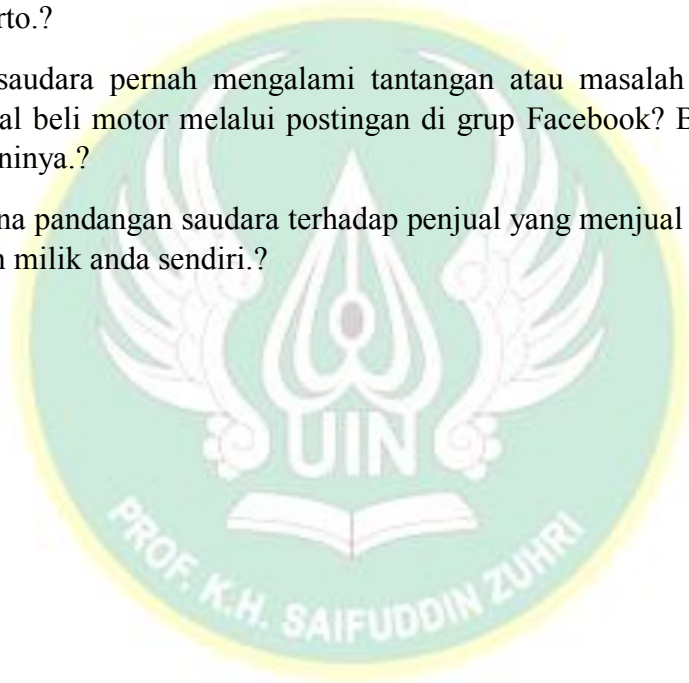 rto.?
saudara pernah mengalami tantangan atau masalah
al beli motor melalui postingan di grup Facebook? B
ninya.?
na pandangan saudara terhadap penjual yang menjual
n milik anda sendiri.?
UIN
PROF. K.H. SAIFUDDIN ZUHRI